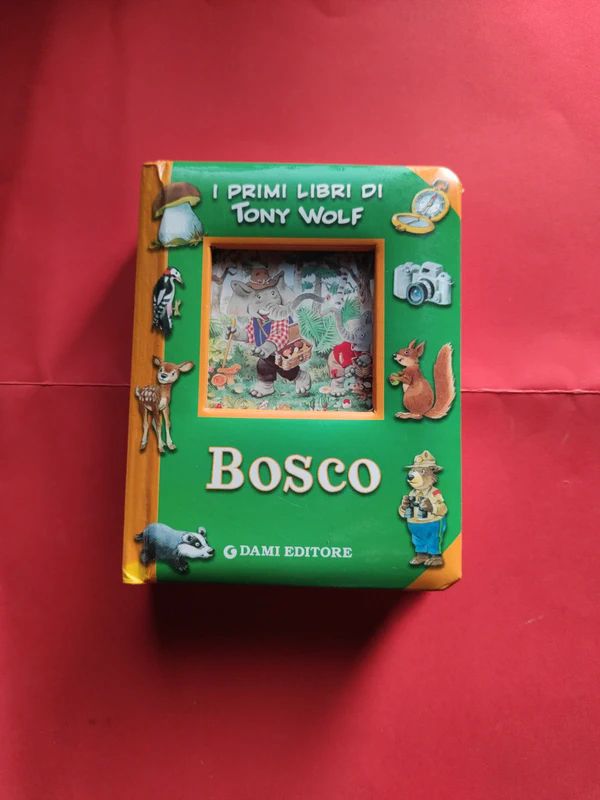 I PRIMI LIBRI DI
TONY WOLF
BOSCO
DAMI EDITORE